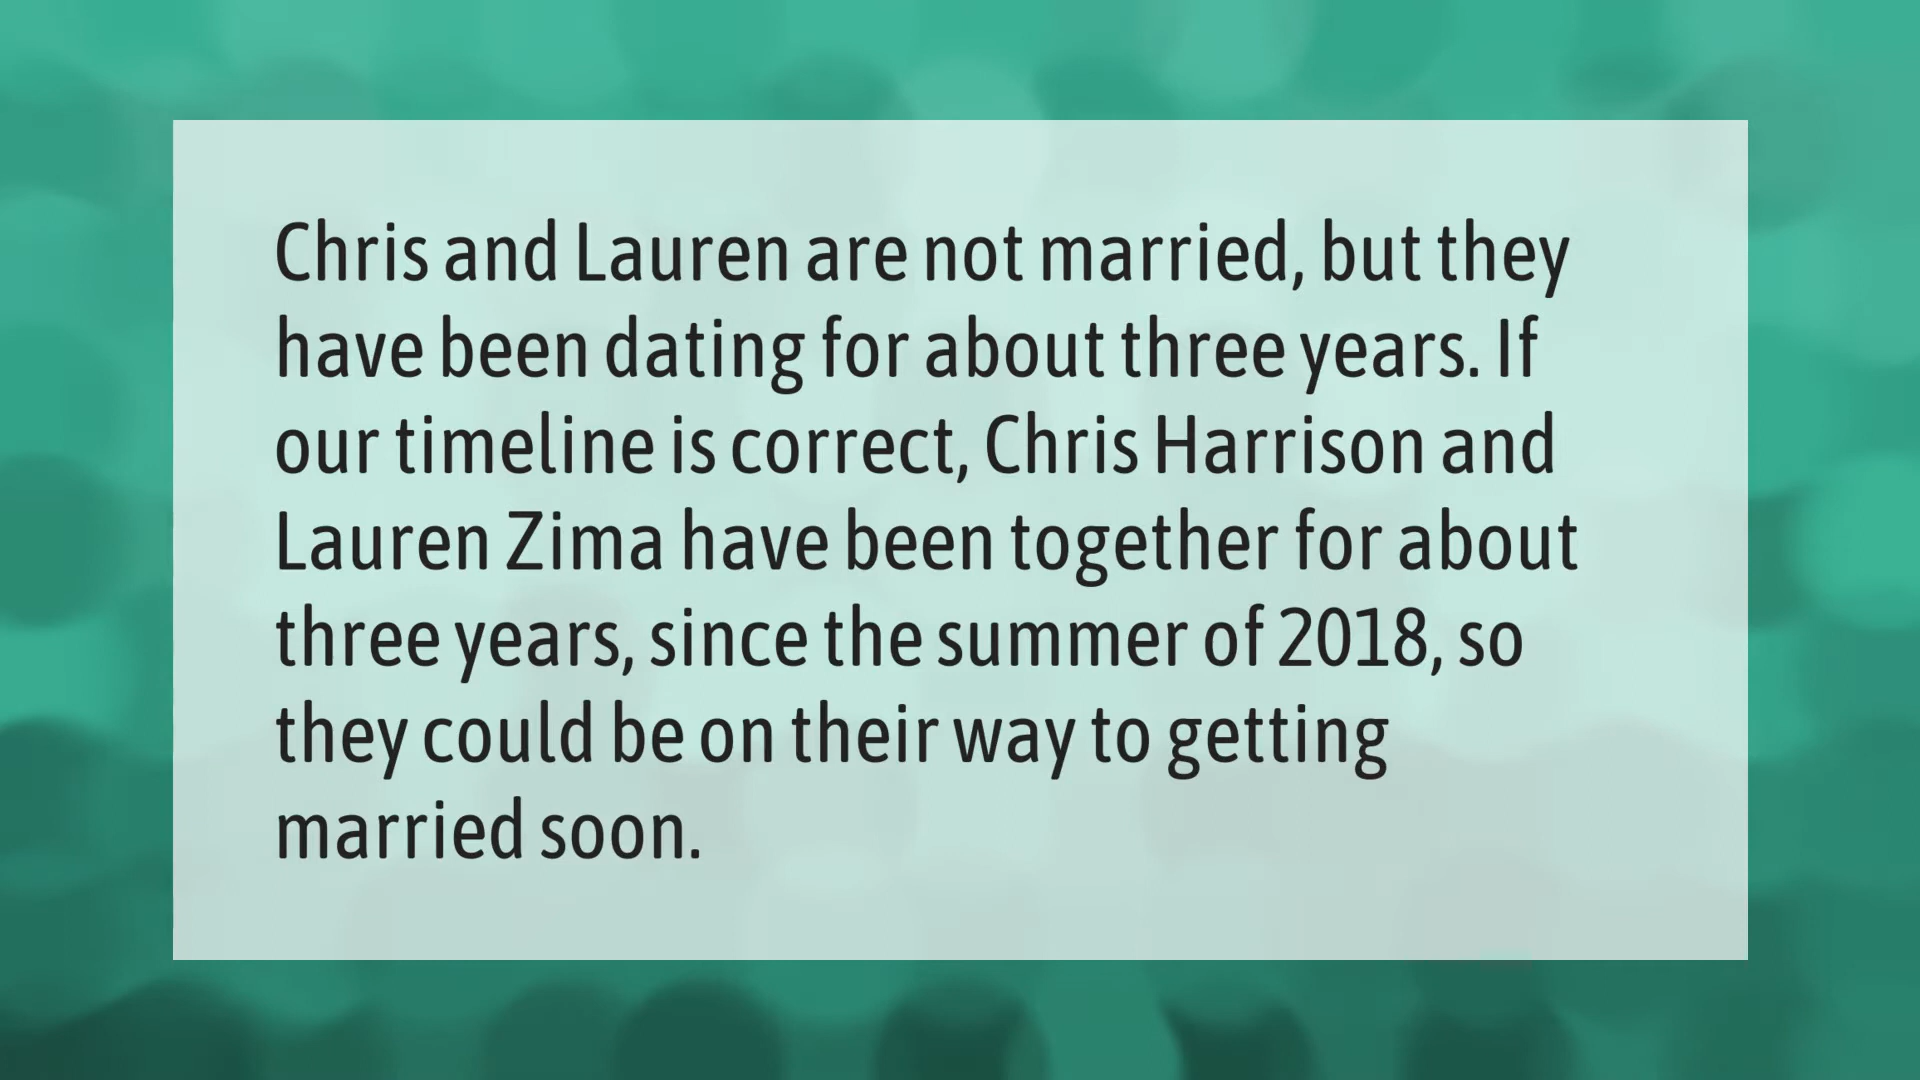 Chris and Lauren are not married, but they
have been dating for about three years. If
our timeline is correct, Chris Harrison and
Lauren Zima have been together for about
three years, since the summer of 2018, so
they could be on their way to getting
married soon.